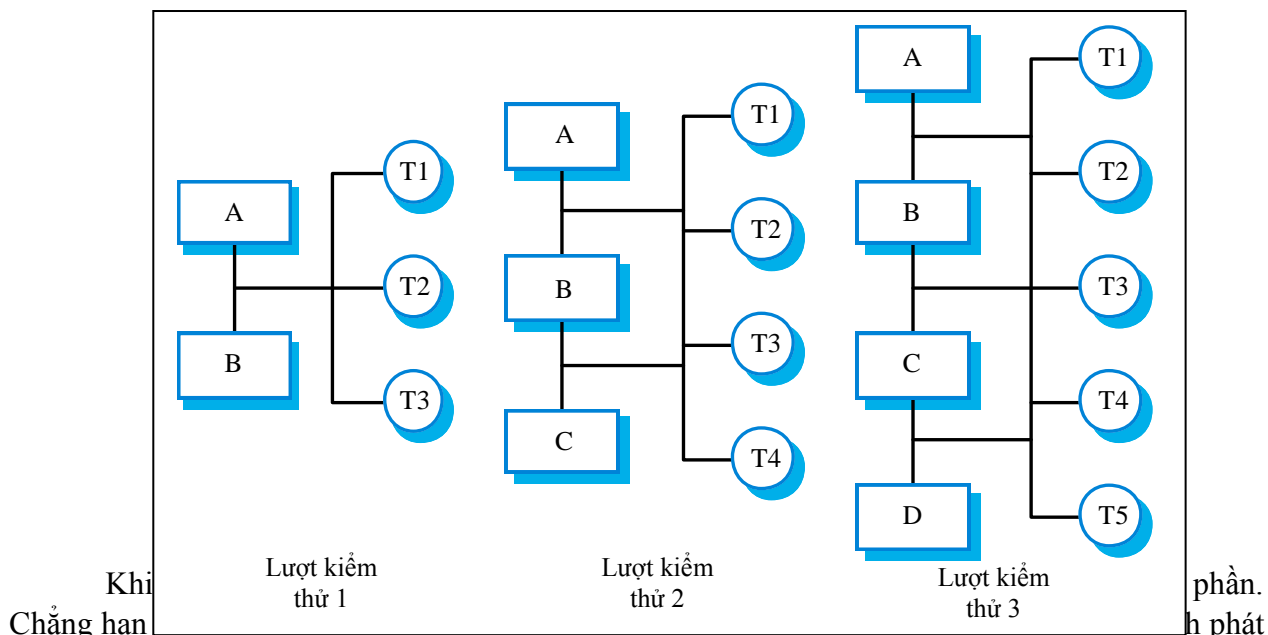 A
B
T1
T2
T3
Lượt kiểm
thử 1
A
B
C
T1
T2
T3
T4
Lượt kiểm
thử 2
A
B
C
D
T1
T2
T3
T4
T5
Lượt kiểm
thử 3
Khi phần.
Chẳng hạn phát